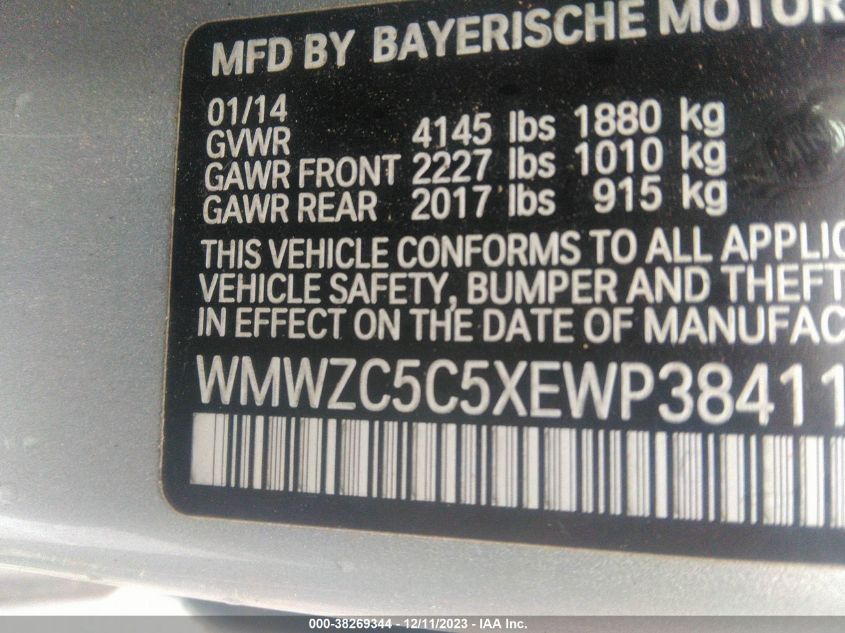 MFD BY BAYERISCHE MOTOR
01/14
GVWR 4145 lbs 1880 kg
GAWR FRONT 2227 lbs 1010 kg
GAWR REAR 2017 lbs 915 kg
THIS VEHICLE CONFORMS TO ALL APPLIC
VEHICLE SAFETY, BUMPER AND THEFT
IN EFFECT ON THE DATE OF MANUFAC
WMWZC5C5XEWP38411
000-38269344 - 12/11/2023 - IAA Inc.